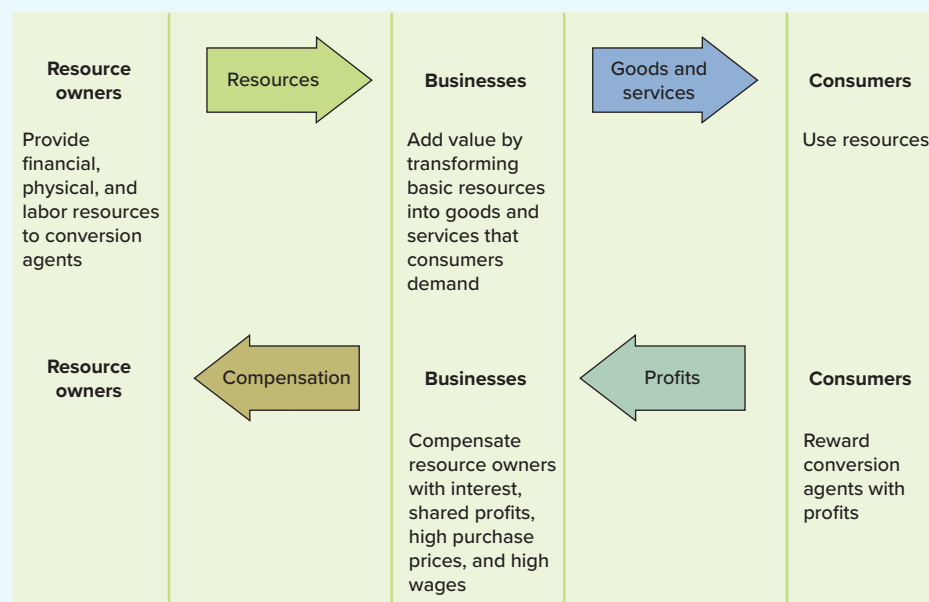 Resource
owners
Resources
Businesses
Goods and
services
Consumers
Provide
financial,
physical, and
labor resources
to conversion
agents
Add value by
transforming
basic resources
into goods and
services that
consumers
demand
Use resources
Resource
owners
Compensation
Businesses
Profits
Consumers
Compensate
resource owners
with interest,
shared profits,
high purchase
prices, and high
wages
Reward
conversion
agents with
profits